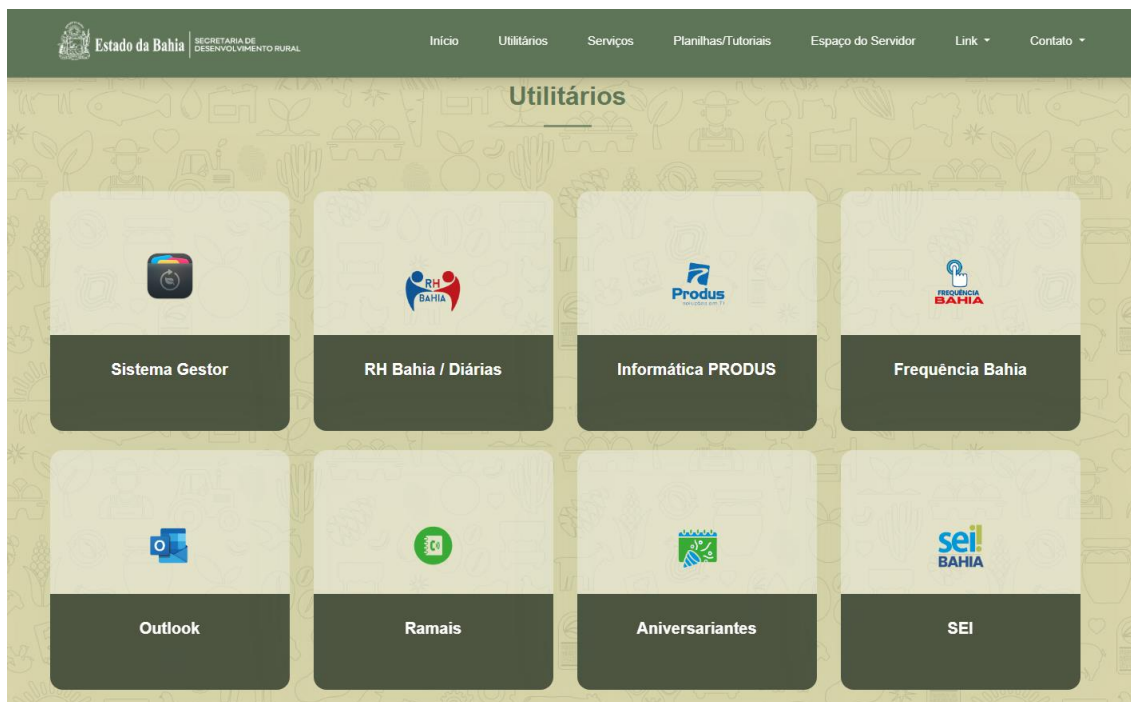 Estado da Bahia
SECRETARIA DE
DESENVOLVIMENTO RURAL
Início Utilitários Serviços Planilhas/Tutoriais Espaço do Servidor Link Contato
Utilitários
RH
BAHIA
Produs
FREQUÊNCIA
BAHIA
Sistema Gestor
RH Bahia / Diárias
Informática PRODUS
Frequência Bahia
O
sei!
BAHIA
Outlook
Ramais
Aniversariantes
SEI